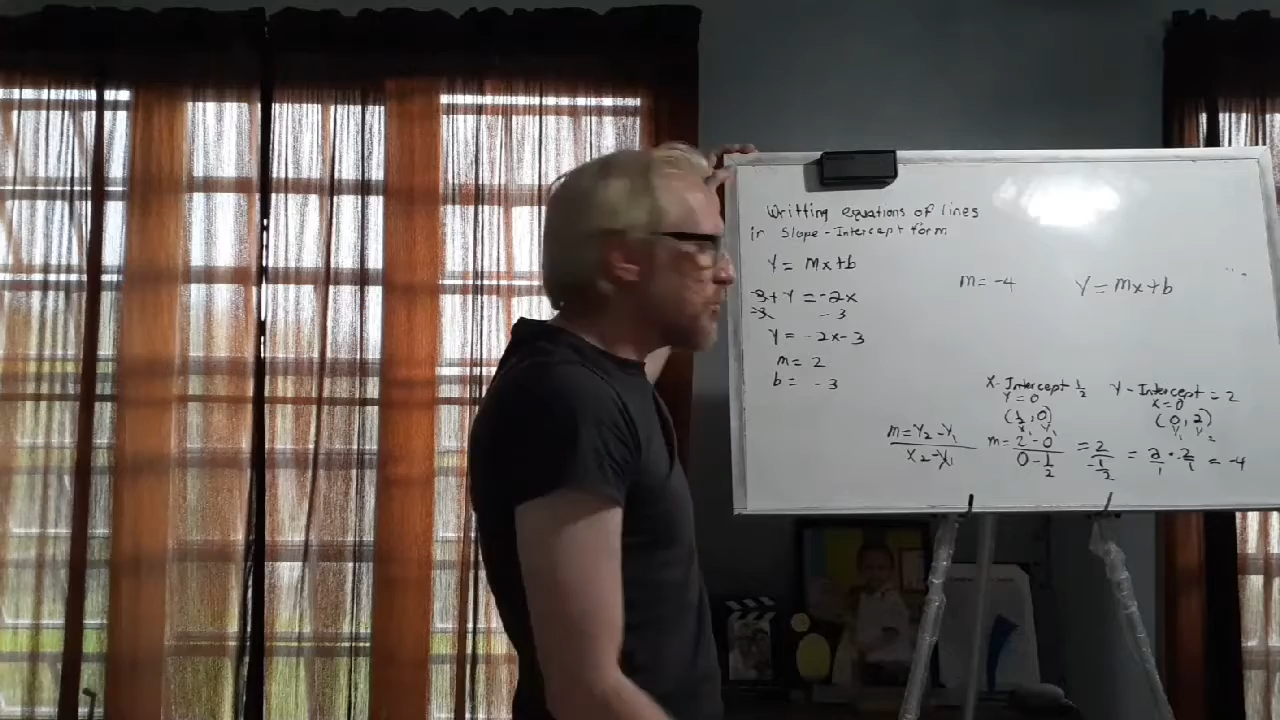 Writting equations of lines
in Slope-Intercept form
Y = mx+b
-3+ Y = -2x
-3 -3
Y = -2x-3
m = 2
b = -3
m= -4
Y = mx+b
X-Intercept 1/2
Y = 0
(1/2, 0)
X₁ Y₁
Y-Intercept = 2
X = 0
(0, 2)
m = Y₂-Y₁ / X₂-X₁
m = 2-0 / 0-1/2 = 2 / -1/2 = 2/1 · 2/1 = -4